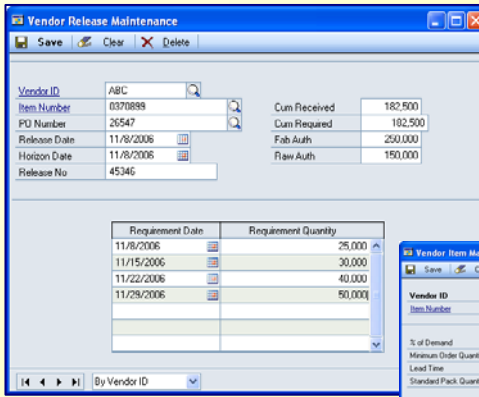 Vendor Release Maintenance
Save Clear Delete
Vendor ID ABC
Item Number 0370899 Cum Received 182,500
PO Number 26547 Cum Required 182,500
Release Date 11/8/2006 Fab Auth 250,000
Horizon Date 11/8/2006 Raw Auth 150,000
Release No 45346
Requirement Date Requirement Quantity
11/8/2006 25,000
11/15/2006 30,000
11/22/2006 40,000
11/29/2006 50,000
Vendor Item Ma
Save C
Vendor ID
Item Number
% of Demand
Minimum Order Quanti
Lead Time
Standard Pack Quant
By Vendor ID